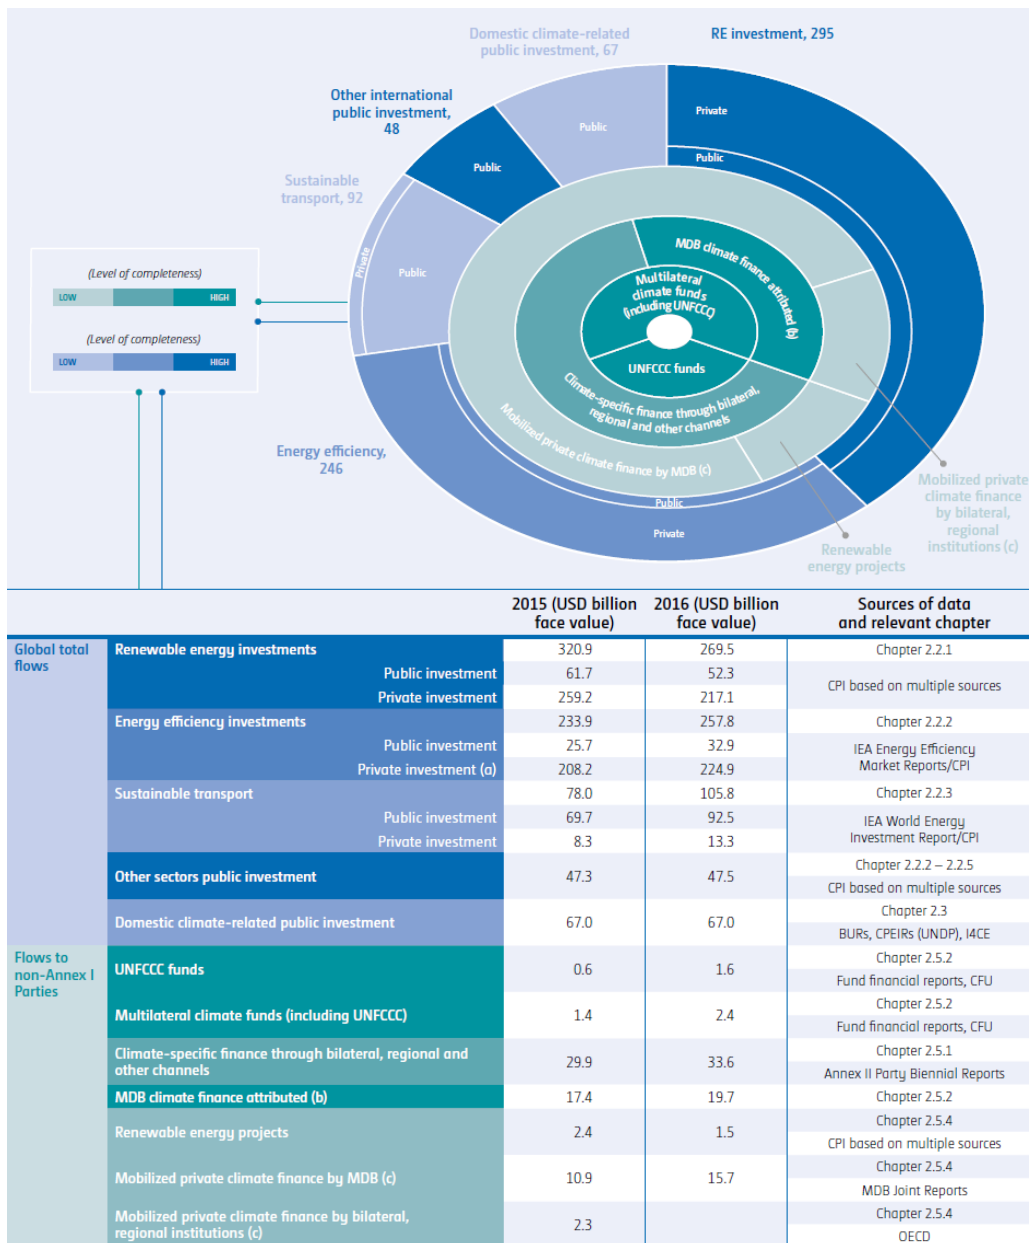 Domestic climate-related
public investment, 67
RE investment, 295
Other international
public investment,
48
Sustainable
transport, 92
Private
Public
Public
Public
Private
Public
(Level of completeness)
LOW HIGH
(Level of completeness)
LOW HIGH
MDB climate finance attributed (b)
Multilateral
climate funds
(including UNFCCC)
UNFCCC funds
Climate-specific finance through bilateral,
regional and other channels
Mobilized private climate finance by MDB (c)
Energy efficiency,
246
Public
Private
Mobilized private
climate finance
by bilateral,
regional
institutions (c)
Renewable
energy projects
2015 (USD billion
face value)
2016 (USD billion
face value)
Sources of data
and relevant chapter
Global total
flows
Renewable energy investments 320.9 269.5 Chapter 2.2.1
Public investment 61.7 52.3
CPI based on multiple sources
Private investment 259.2 217.1
Energy efficiency investments 233.9 257.8 Chapter 2.2.2
Public investment 25.7 32.9
IEA Energy Efficiency
Market Reports/CPI
Private investment (a) 208.2 224.9
Sustainable transport 78.0 105.8 Chapter 2.2.3
Public investment 69.7 92.5
IEA World Energy
Investment Report/CPI
Private investment 8.3 13.3
Other sectors public investment 47.3 47.5
Chapter 2.2.2 – 2.2.5
CPI based on multiple sources
Domestic climate-related public investment 67.0 67.0
Chapter 2.3
BURs, CPEIRs (UNDP), I4CE
Flows to
non-Annex I
Parties
UNFCCC funds 0.6 1.6
Chapter 2.5.2
Fund financial reports, CFU
Multilateral climate funds (including UNFCCC) 1.4 2.4
Chapter 2.5.2
Fund financial reports, CFU
Climate-specific finance through bilateral, regional and
other channels 29.9 33.6
Chapter 2.5.1
Annex II Party Biennial Reports
MDB climate finance attributed (b) 17.4 19.7 Chapter 2.5.2
Renewable energy projects 2.4 1.5
Chapter 2.5.4
CPI based on multiple sources
Mobilized private climate finance by MDB (c) 10.9 15.7
Chapter 2.5.4
MDB Joint Reports
Mobilized private climate finance by bilateral,
regional institutions (c) 2.3
Chapter 2.5.4
OECD